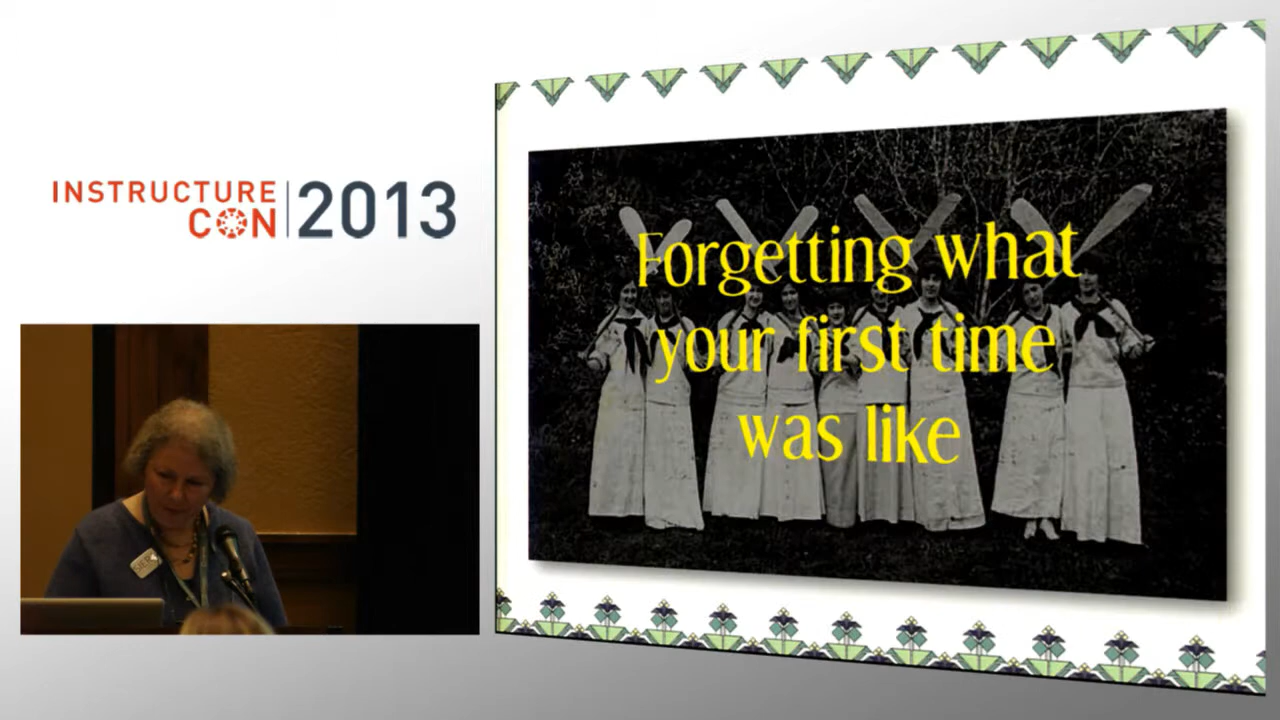 INSTRUCTURE
CON 2013
Forgetting what
your first time
was like